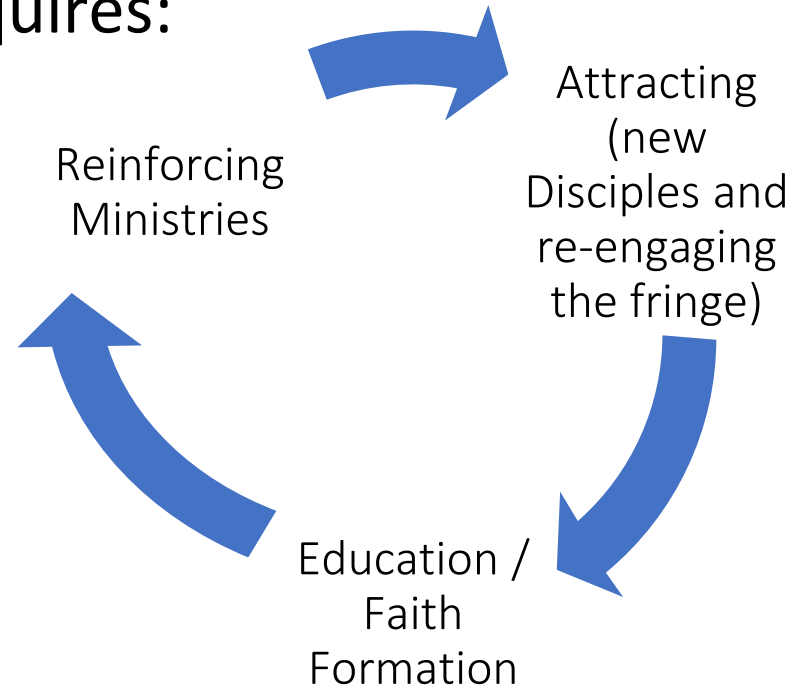 quires:
Attracting
(new
Disciples and
re-engaging
the fringe)
Education /
Faith
Formation
Reinforcing
Ministries